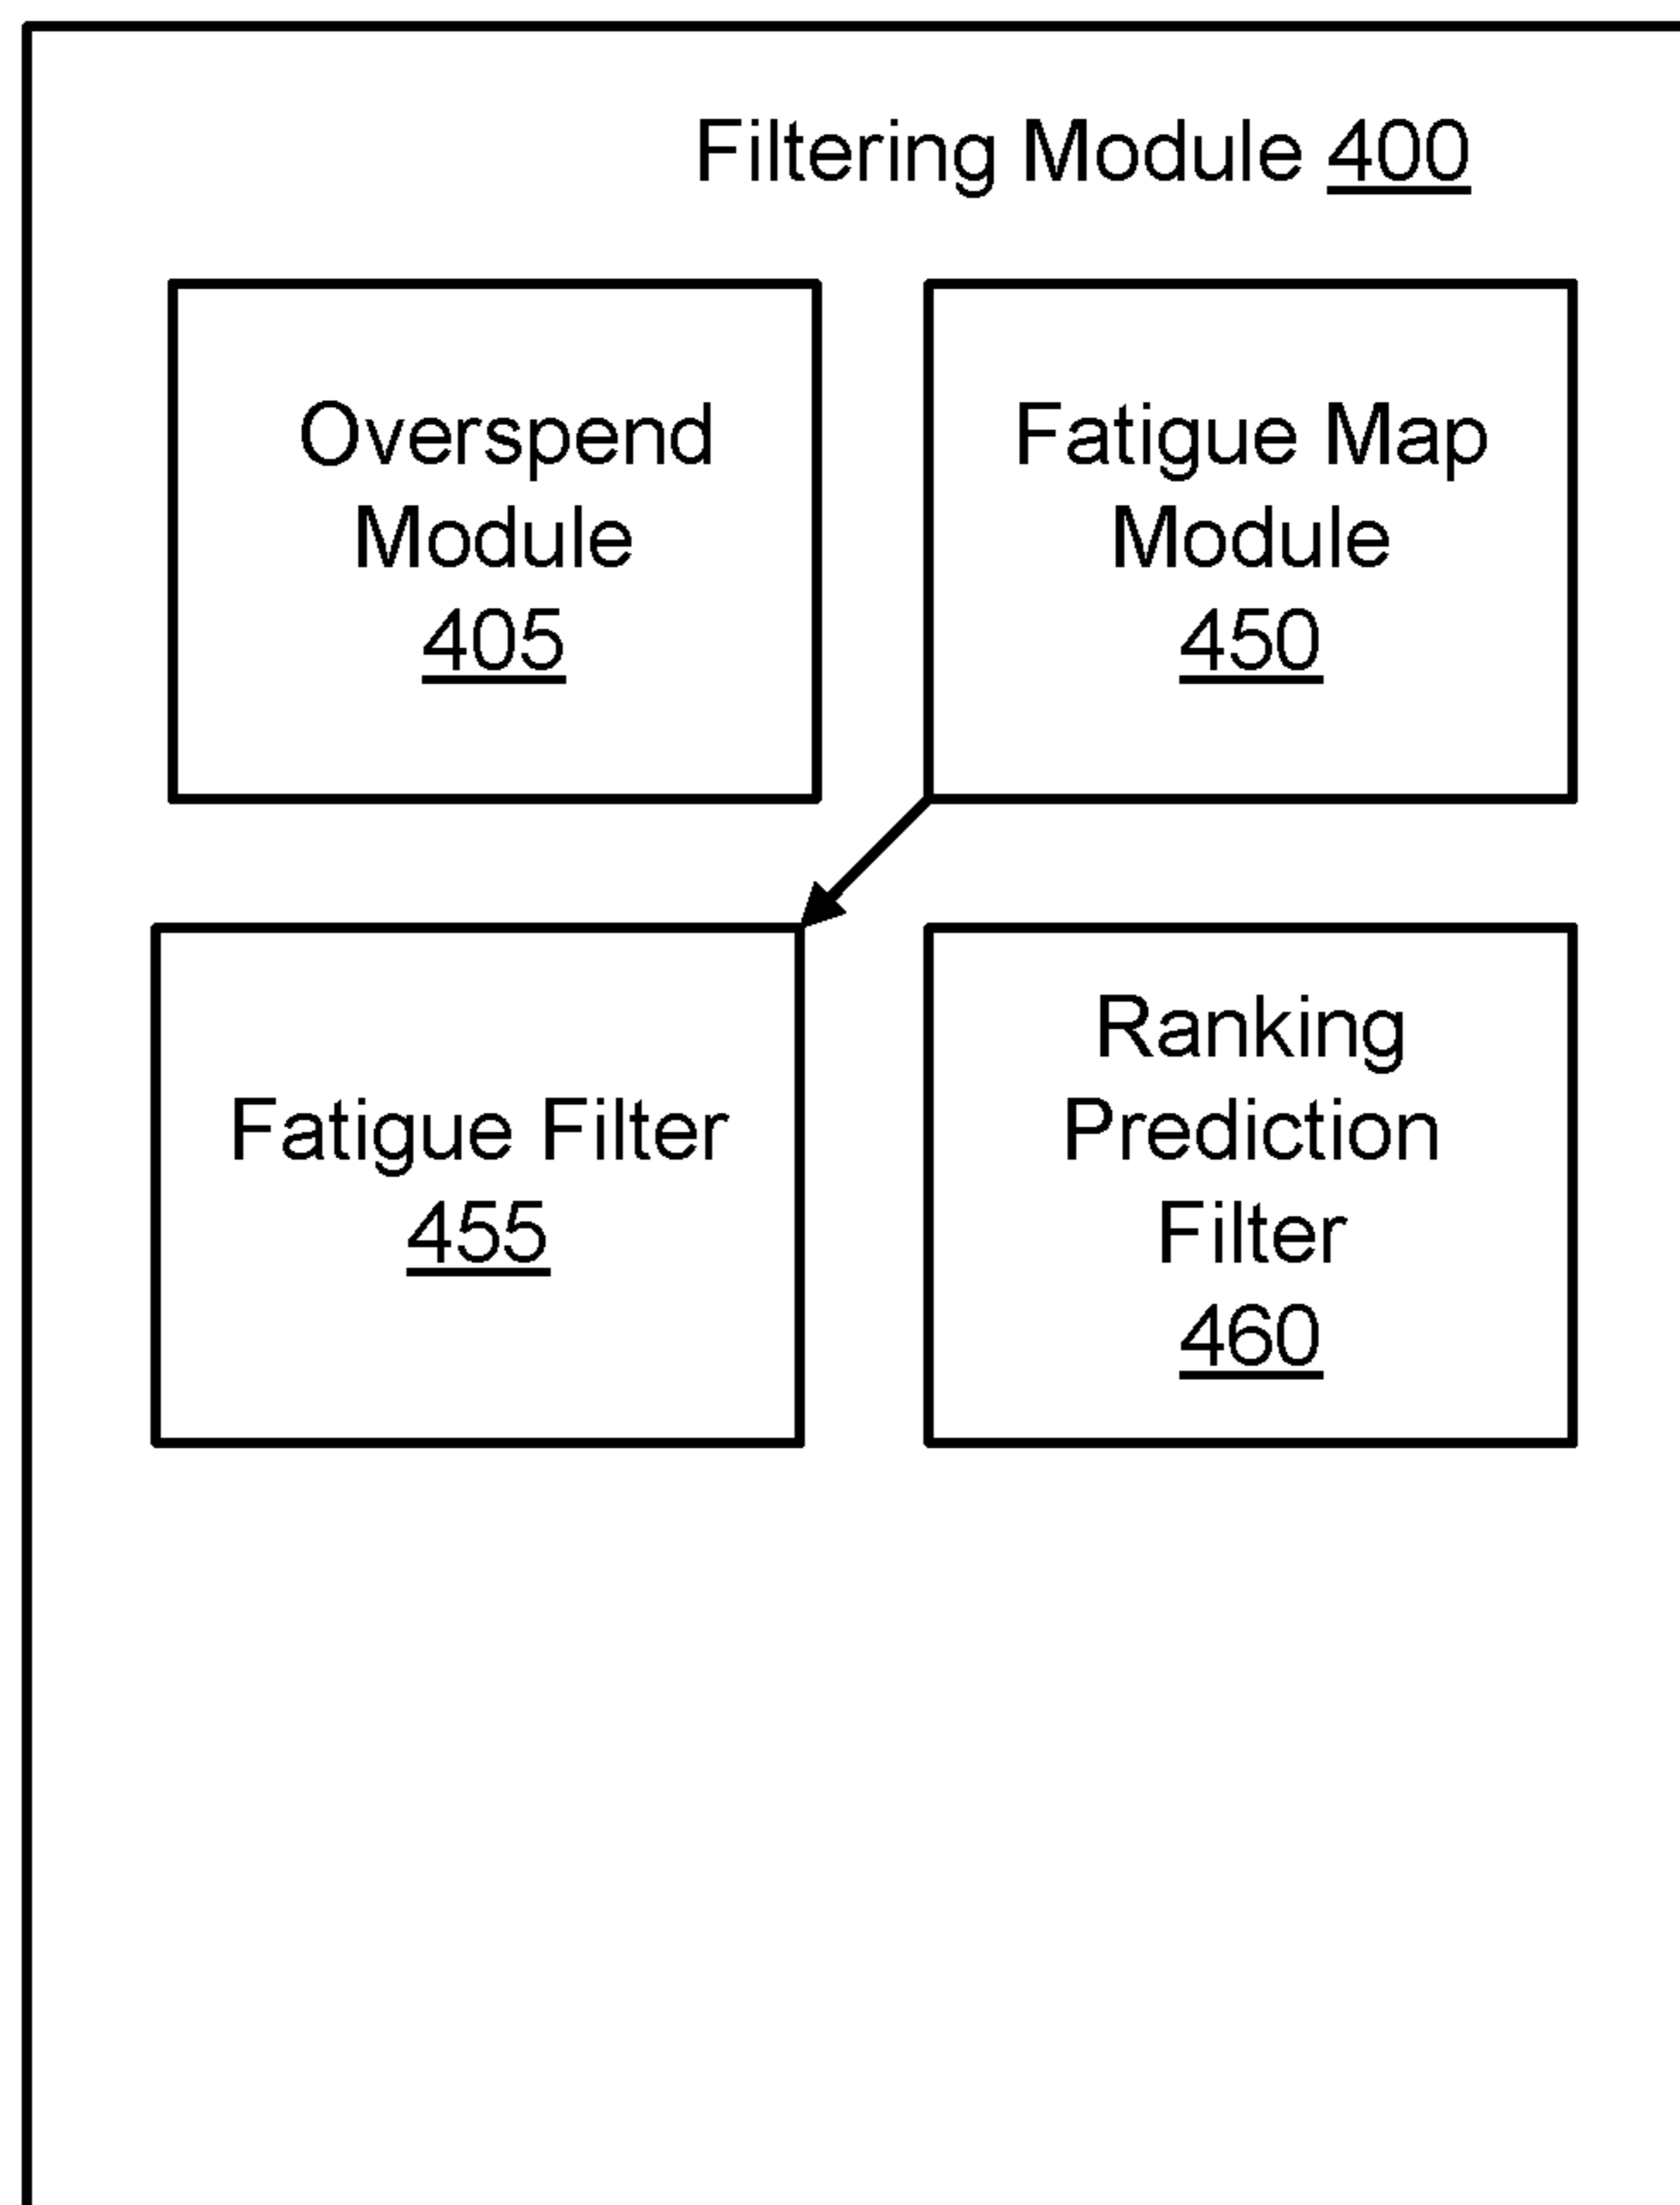 Filtering Module 400
Overspend
Module
405
Fatigue Map
Module
450
Fatigue Filter
455
Ranking
Prediction
Filter
460